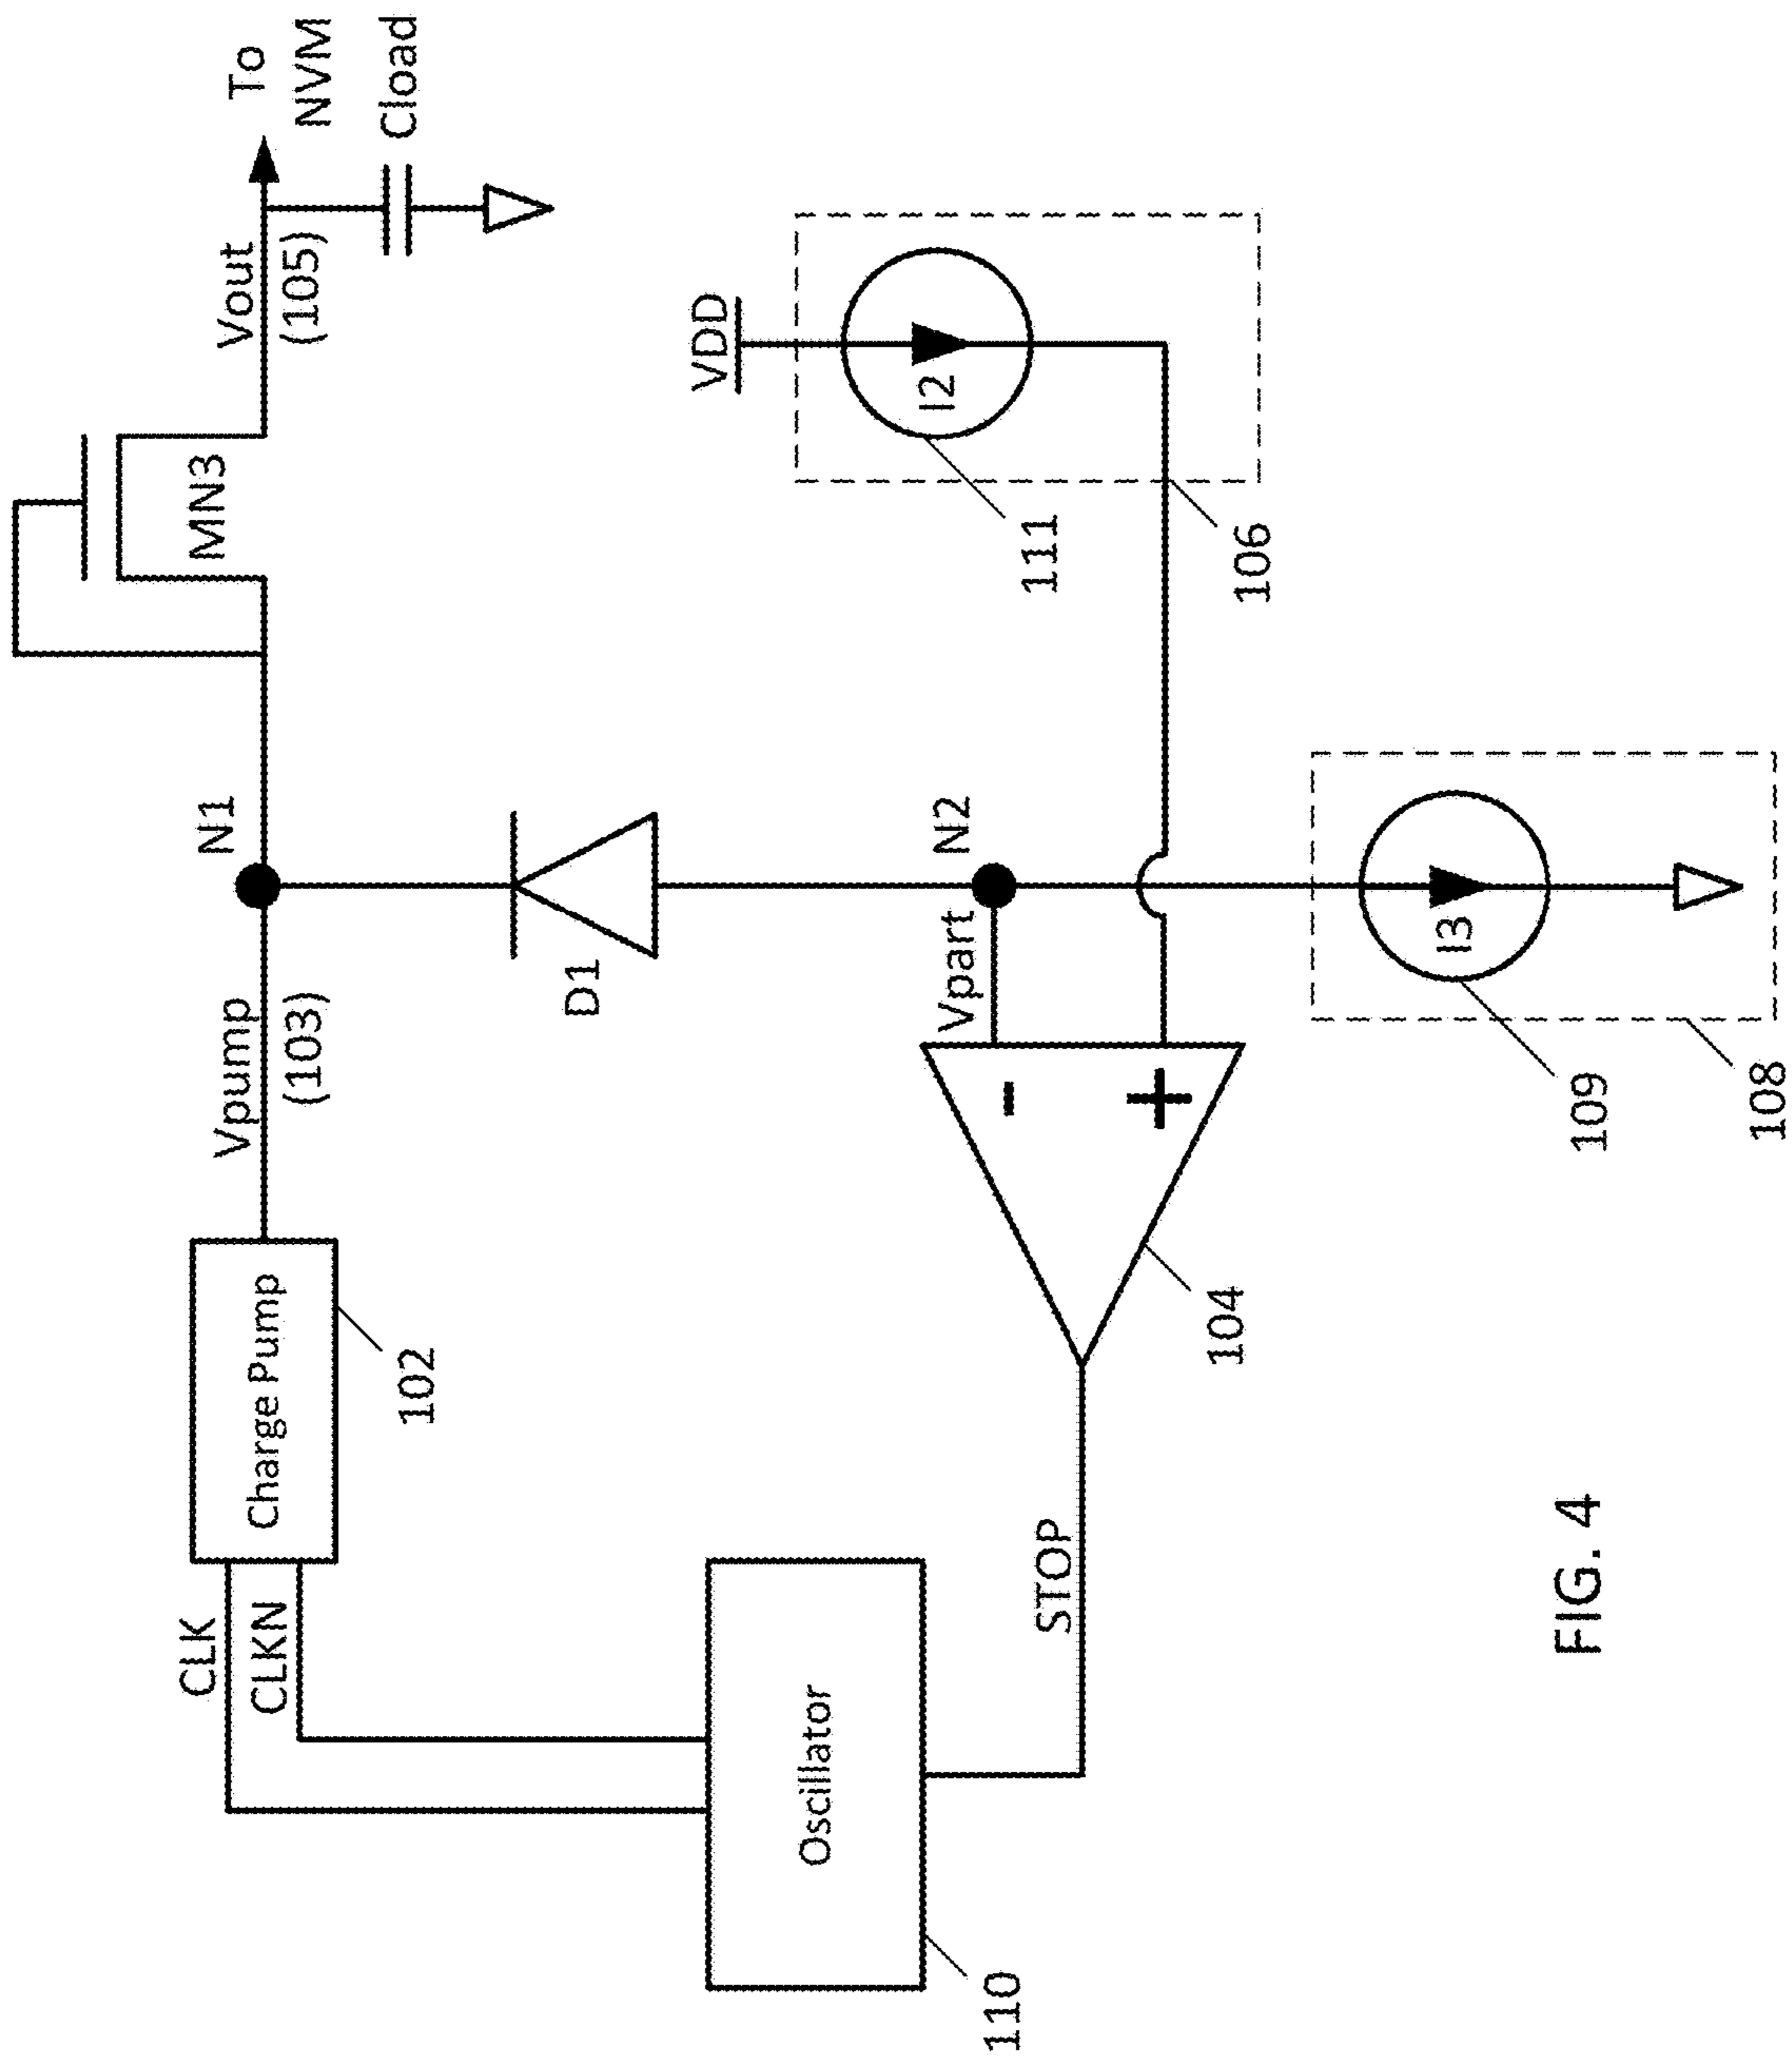 CLK
CLKN
Charge Pump
102
Vpump
(103)
N1
MN3
Vout
(105)
To
NVM
Cload
D1
VDD
I2
111
106
N2
Vpart
-
+
104
I3
109
108
Oscillator
110
STOP
FIG. 4